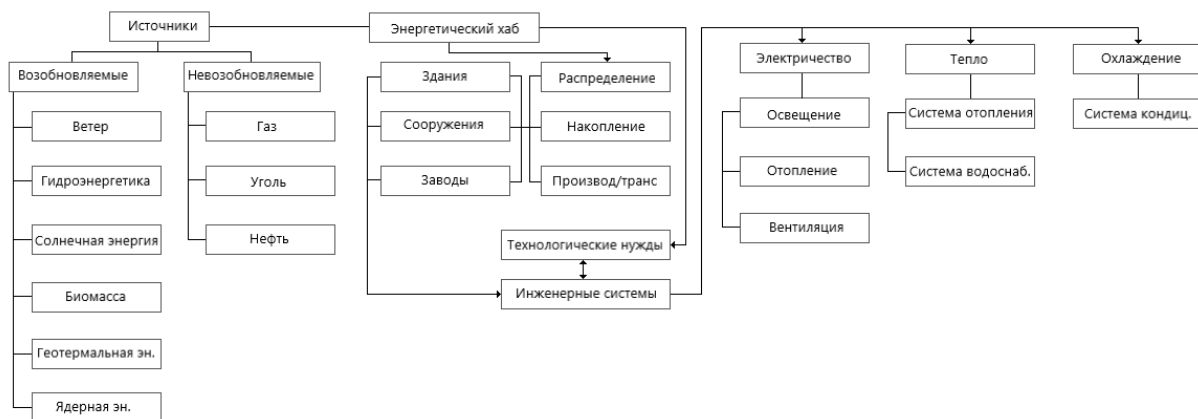 Источники
Энергетический хаб
Возобновляемые
Невозобновляемые
Ветер
Гидроэнергетика
Солнечная энергия
Биомасса
Геотермальная эн.
Ядерная эн.
Газ
Уголь
Нефть
Здания
Сооружения
Заводы
Распределение
Накопление
Производ/транс
Технологические нужды
Инженерные системы
Электричество
Освещение
Отопление
Вентиляция
Тепло
Система отопления
Система водоснаб.
Охлаждение
Система кондиц.